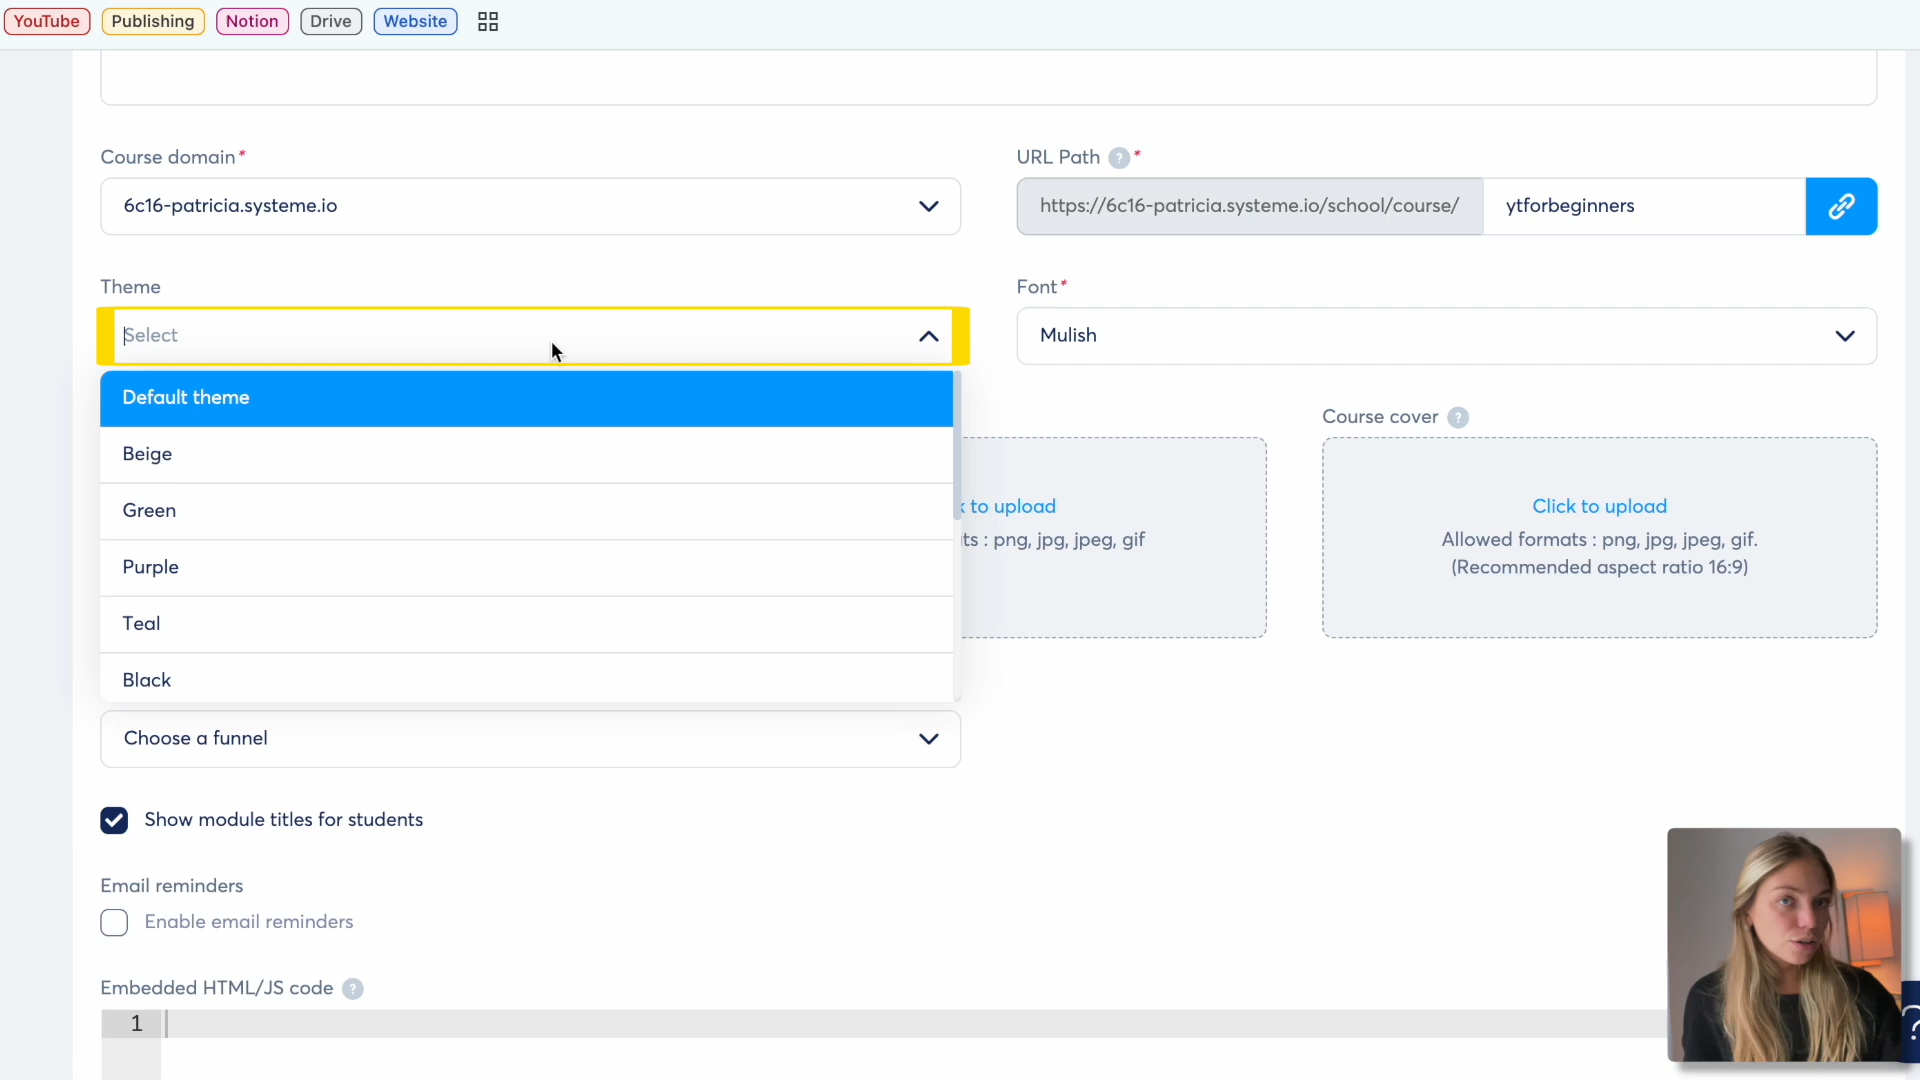 YouTube Publishing Notion Drive Website
Course domain* URL Path ? *
6c16-patricia.systeme.io https://6c16-patricia.systeme.io/school/course/ ytforbeginners
Theme Font*
Select Mulish
Default theme
Course cover ?
Beige
Green to upload Click to upload
: png, jpg, jpeg, gif Allowed formats : png, jpg, jpeg, gif.
Purple (Recommended aspect ratio 16:9)
Teal
Black
Choose a funnel
Show module titles for students
Email reminders
Enable email reminders
Embedded HTML/JS code ?
1
?